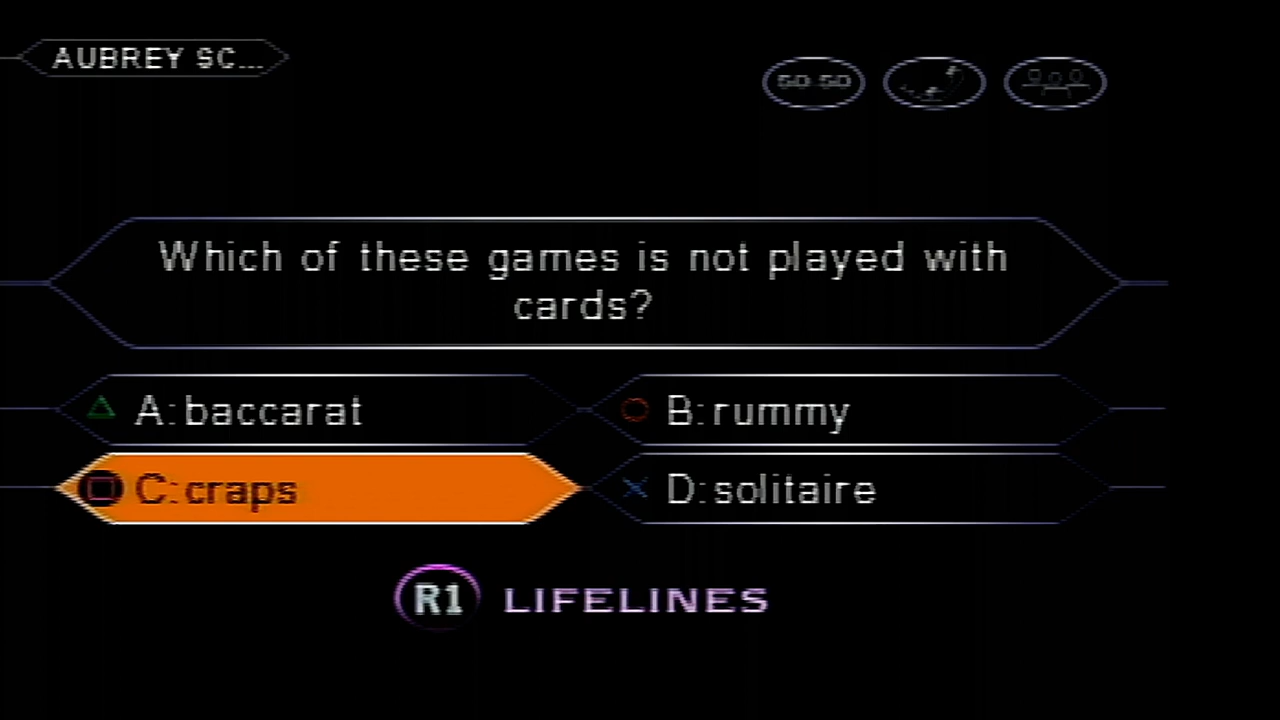 AUBREY SC...
50:50
Which of these games is not played with
cards?
A: baccarat
B: rummy
C: craps
D: solitaire
R1 LIFELINES